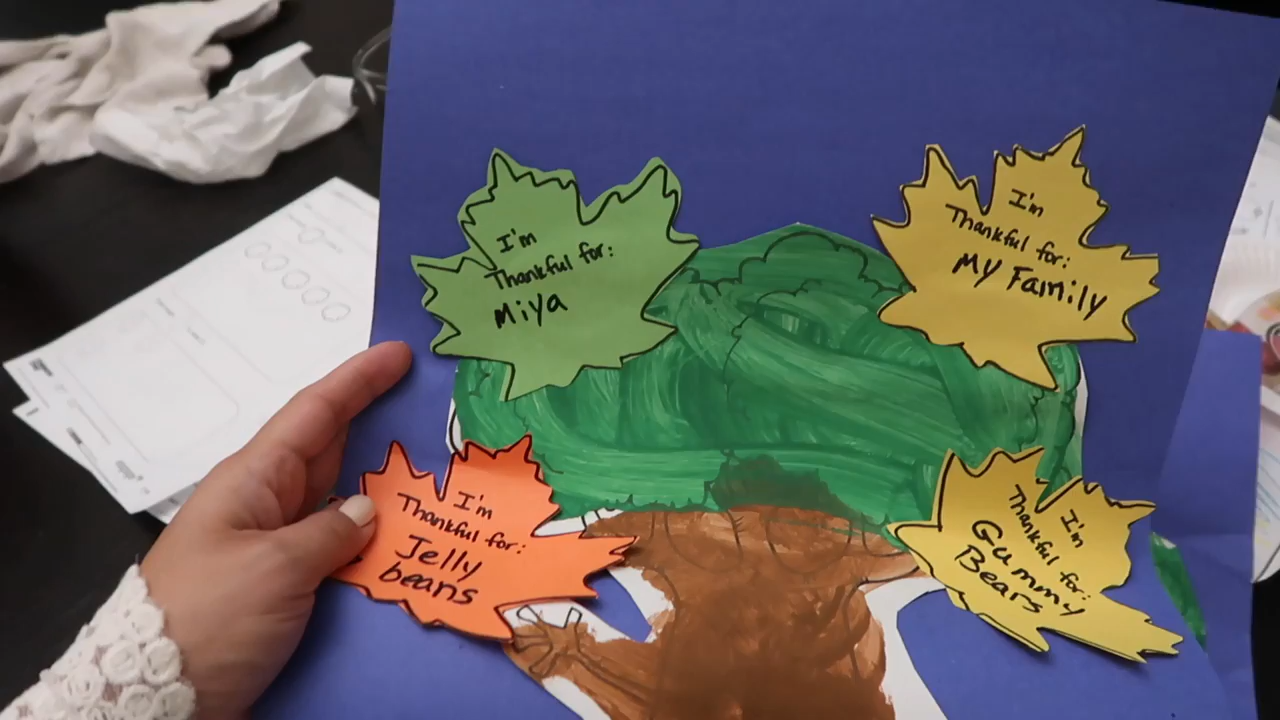 I'm
Thankful for:
Miya
I'm
Thankful for:
My Family
I'm
Thankful for:
Jelly
beans
I'm
Thankful for:
Gummy
Bears